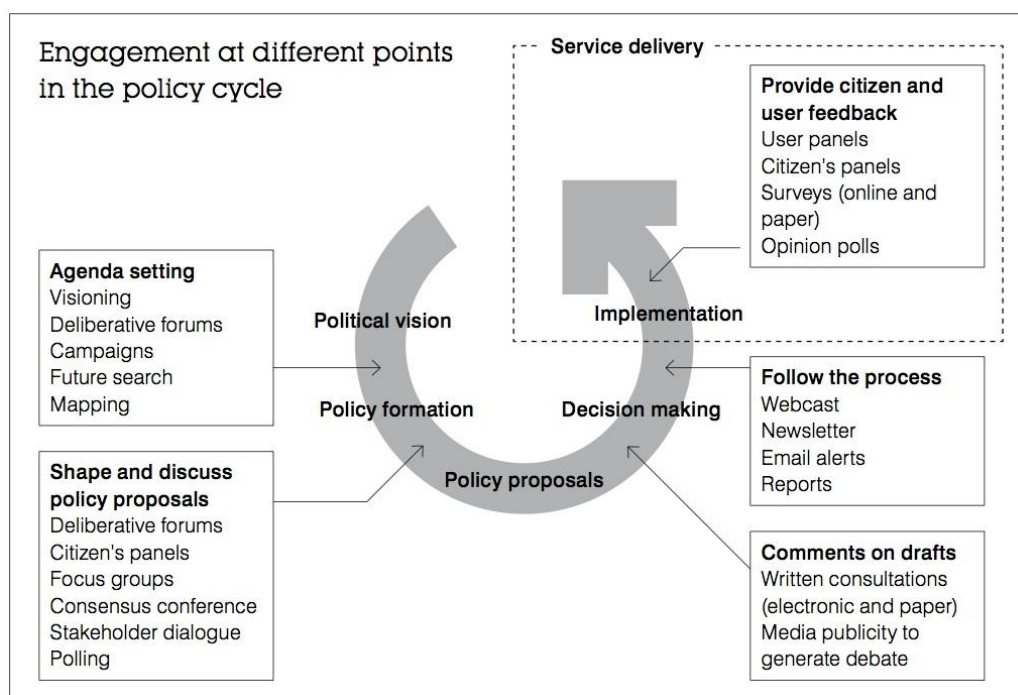 Engagement at different points
in the policy cycle
Service delivery
Provide citizen and
user feedback
User panels
Citizen's panels
Surveys (online and
paper)
Opinion polls
Agenda setting
Visioning
Deliberative forums
Campaigns
Future search
Mapping
Political vision
Implementation
Policy formation
Decision making
Policy proposals
Follow the process
Webcast
Newsletter
Email alerts
Reports
Shape and discuss
policy proposals
Deliberative forums
Citizen's panels
Focus groups
Consensus conference
Stakeholder dialogue
Polling
Comments on drafts
Written consultations
(electronic and paper)
Media publicity to
generate debate